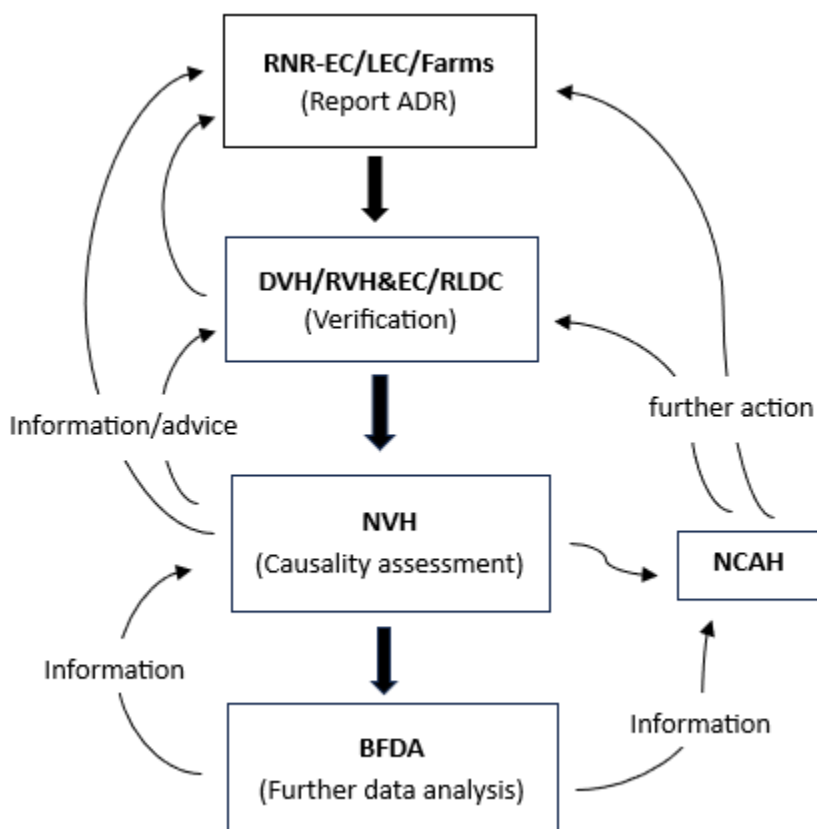 RNR-EC/LEC/Farms
(Report ADR)
DVH/RVH&EC/RLDC
(Verification)
Information/advice
further action
NVH
(Causality assessment)
NCAH
Information
Information
BFDA
(Further data analysis)